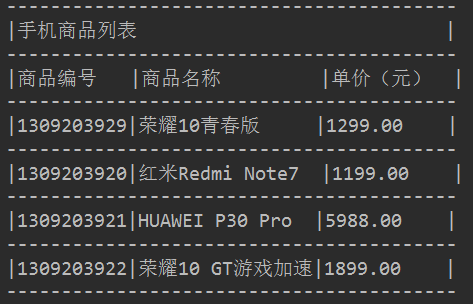 |手机商品列表|
|商品编号|商品名称|单价（元）|
|1309203929|荣耀10青春版|1299.00|
|1309203920|红米Redmi Note7|1199.00|
|1309203921|HUAWEI P30 Pro|5988.00|
|1309203922|荣耀10 GT游戏加速|1899.00|